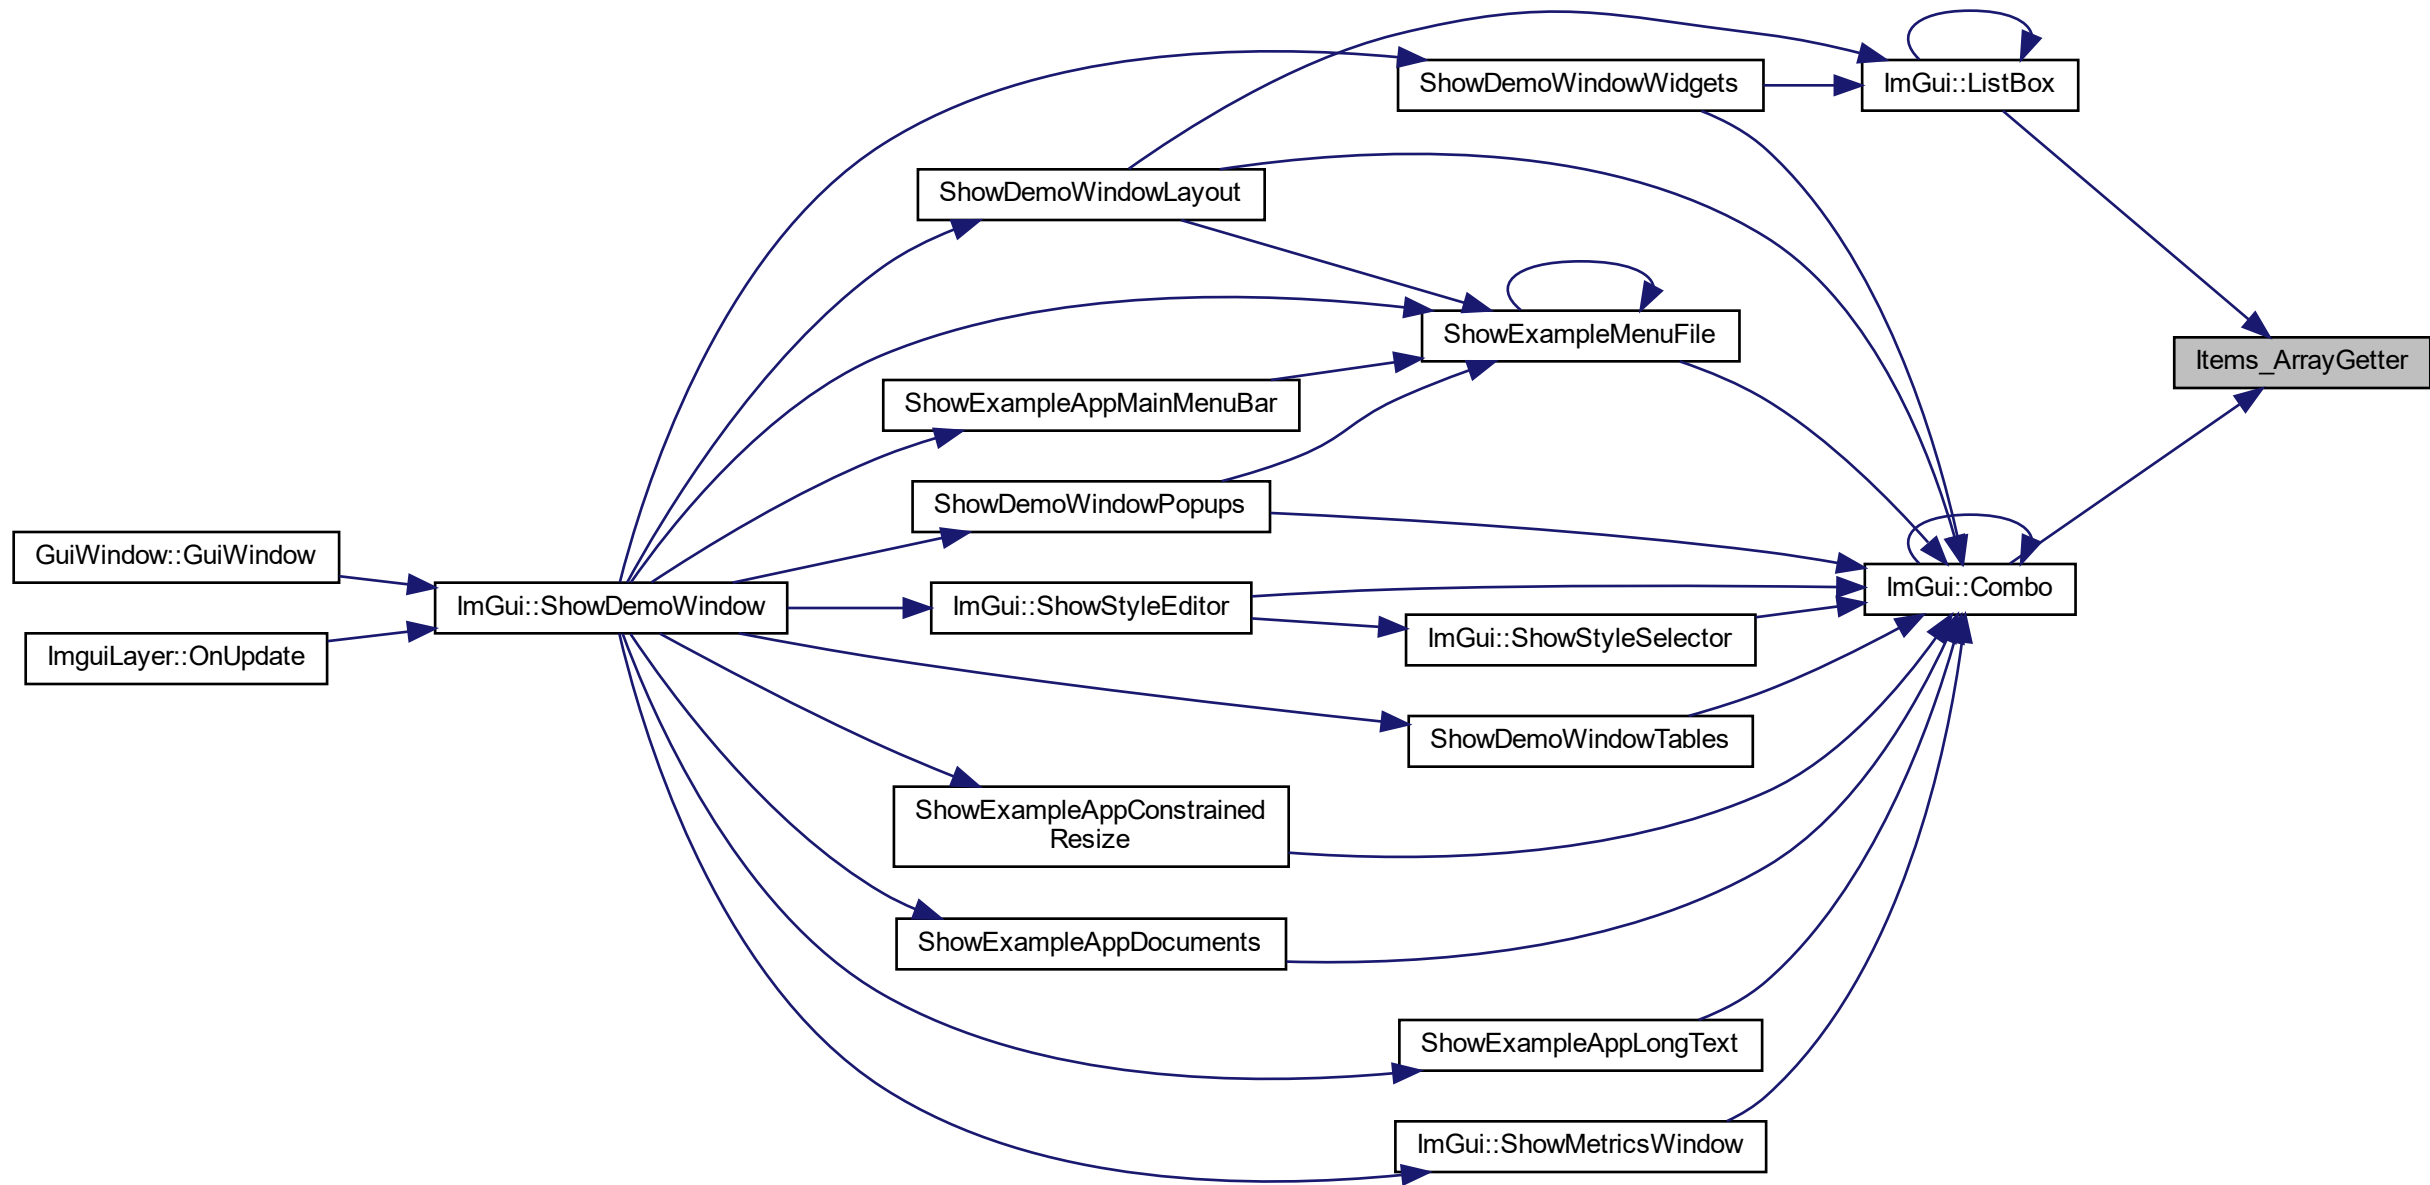 ShowDemoWindowWidgets
ImGui::ListBox
ShowDemoWindowLayout
ShowExampleMenuFile
Items_ArrayGetter
ShowExampleAppMainMenuBar
ShowDemoWindowPopups
GuiWindow::GuiWindow
ImGui::ShowDemoWindow
ImGui::ShowStyleEditor
ImGui::Combo
ImGui::ShowStyleSelector
ImguiLayer::OnUpdate
ShowDemoWindowTables
ShowExampleAppConstrained
Resize
ShowExampleAppDocuments
ShowExampleAppLongText
ImGui::ShowMetricsWindow